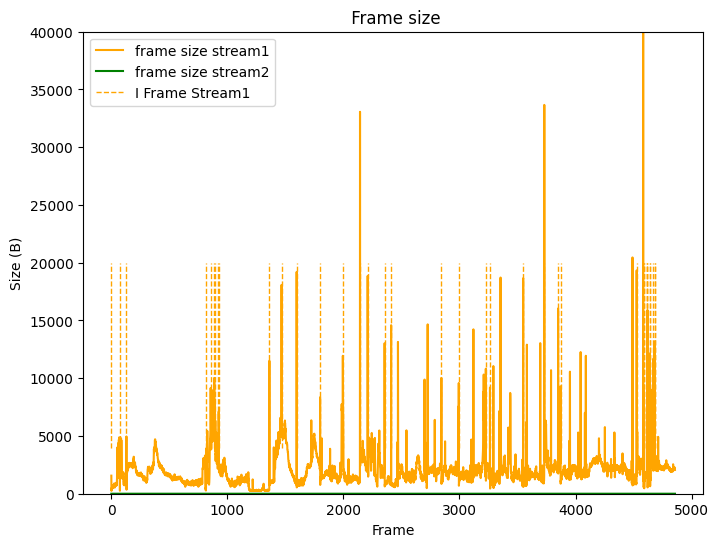 Frame size
frame size stream1
frame size stream2
I Frame Stream1
Size (B)
40000
35000
30000
25000
20000
15000
10000
5000
0
0 1000 2000 3000 4000 5000
Frame